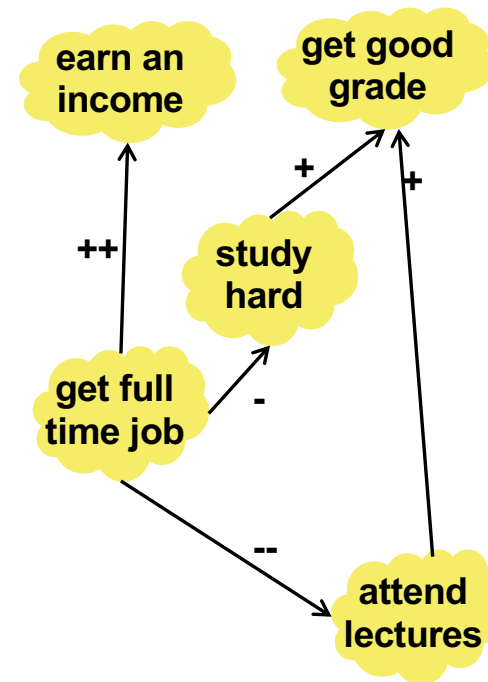 earn an
income
get good
grade
+
+
++
study
hard
get full
time job
-
--
attend
lectures